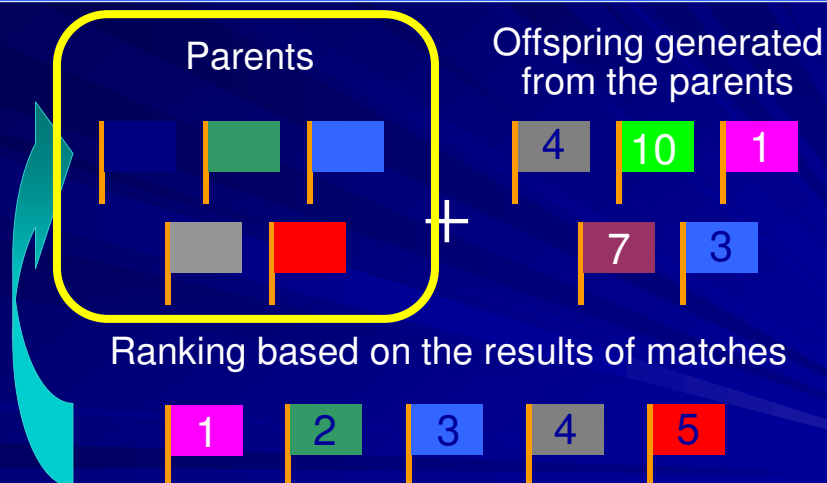 Parents
Offspring generated
from the parents
4 10 1
+
7 3
Ranking based on the results of matches
1 2 3 4 5